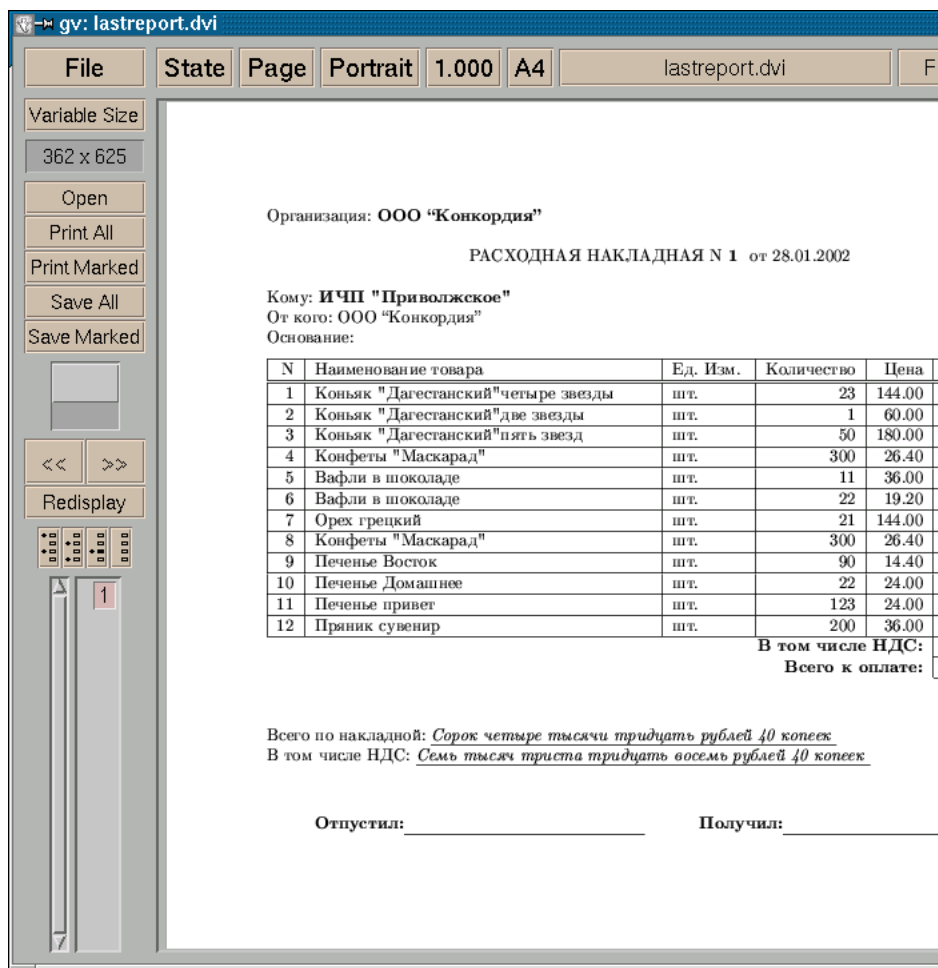 gv: lastreport.dvi
File State Page Portrait 1.000 A4 lastreport.dvi F
Variable Size
362 x 625
Open
Print All
Print Marked
Save All
Save Marked
<< >>
Redisplay
1
Организация: ООО “Конкордия”
РАСХОДНАЯ НАКЛАДНАЯ N 1 от 28.01.2002
Кому: ИЧП "Приволжское"
От кого: ООО “Конкордия”
Основание:
N Наименование товара Ед. Изм. Количество Цена
1 Коньяк "Дагестанский"четыре звезды шт. 23 144.00
2 Коньяк "Дагестанский"две звезды шт. 1 60.00
3 Коньяк "Дагестанский"пять звезд шт. 50 180.00
4 Конфеты "Маскарад" шт. 300 26.40
5 Вафли в шоколаде шт. 11 36.00
6 Вафли в шоколаде шт. 22 19.20
7 Орех грецкий шт. 21 144.00
8 Конфеты "Маскарад" шт. 300 26.40
9 Печенье Восток шт. 90 14.40
10 Печенье Домашнее шт. 22 24.00
11 Печенье привет шт. 123 24.00
12 Пряник сувенир шт. 200 36.00
В том числе НДС:
Всего к оплате:
Всего по накладной: Сорок четыре тысячи тридцать рублей 40 копеек
В том числе НДС: Семь тысяч триста тридцать восемь рублей 40 копеек
Отпустил: Получил: